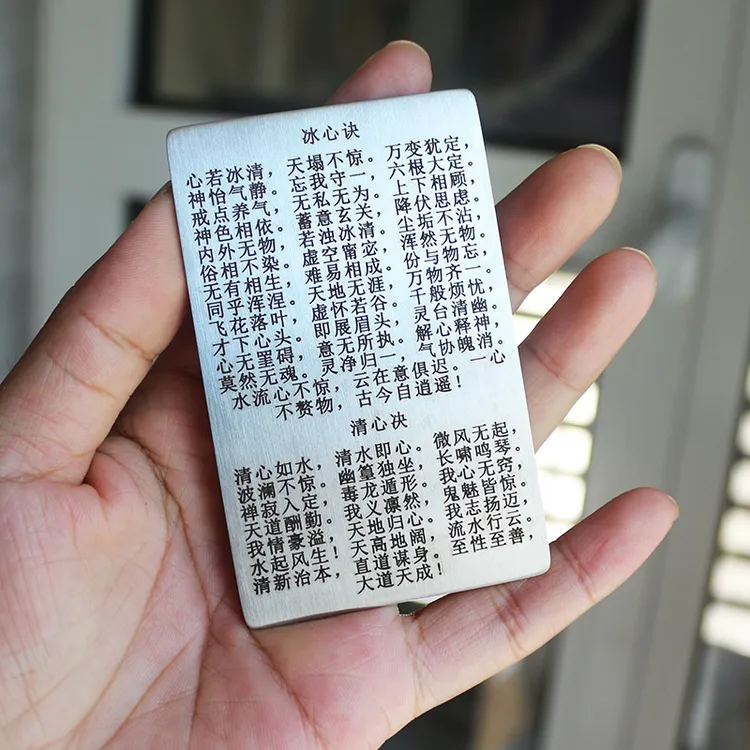 冰心诀
心若冰清，天塌不惊。万变犹定，
神怡气静，忘我守一。六根大定，
戒点养气，无私无为。上下相顾，
神色相依，蓄意玄关。降伏思虑，
内外无物，若浊冰清。尘垢不沾，
俗相不染，虚空甯宓。浑然无物，
无有相生，难易相成。份与物忘，
同乎浑涅，天地无涯。万物齐一，
飞花落叶，虚怀若谷。千般烦忧，
才下心头，即展眉头。灵台清幽，
心无里碍，意无所执。解心释神，
莫然无魂。灵净归一，气协魄消。
水流心不惊，云在意俱迟。一心
不赘物，古今自道遥！
清心决
清心如水，清水即心。微风无起，
波澜不惊，幽篁独坐。长啸鸣琴，
禅寂入定，毒龙遁形。我心无窍，
天道酬勤，我义凛然。鬼魅皆惊，
我情豪溢，天地归心。我志扬迈，
水起风生！天高地阔，流水行云。
清新治本，直道谋身。至性至善，
大道天成！